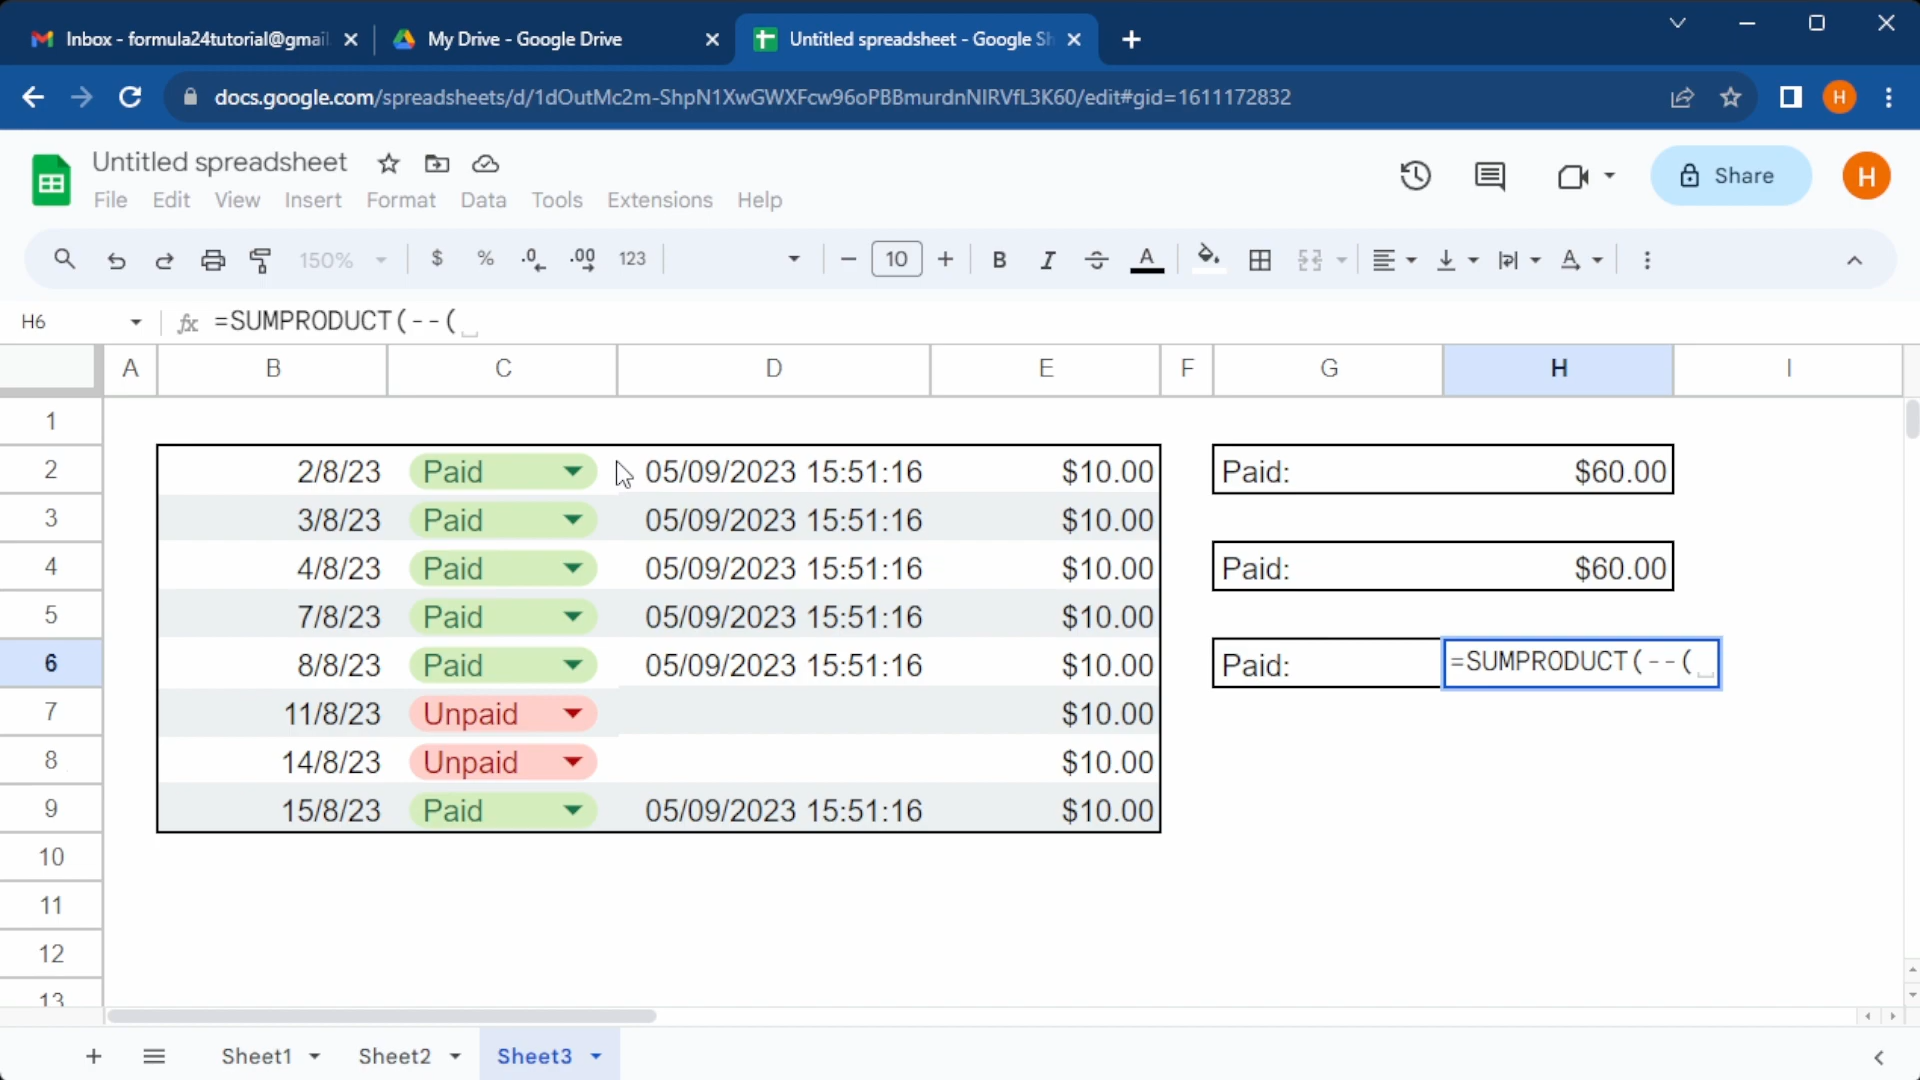 Inbox - formula24tutorial@gmail
My Drive - Google Drive
Untitled spreadsheet - Google Sh
docs.google.com/spreadsheets/d/1dOutMc2m-ShpN1XwGWXFcw96oPBBmurdnNIRVfL3K60/edit#gid=1611172832
H
Untitled spreadsheet
File Edit View Insert Format Data Tools Extensions Help
Share
H
150% $ % .0 .00 123 10 B I A
H6 fx =SUMPRODUCT(--(
A B C D E F G H I
1
2 2/8/23 Paid 05/09/2023 15:51:16 $10.00 Paid: $60.00
3 3/8/23 Paid 05/09/2023 15:51:16 $10.00
4 4/8/23 Paid 05/09/2023 15:51:16 $10.00 Paid: $60.00
5 7/8/23 Paid 05/09/2023 15:51:16 $10.00
6 8/8/23 Paid 05/09/2023 15:51:16 $10.00 Paid: =SUMPRODUCT(--(
7 11/8/23 Unpaid $10.00
8 14/8/23 Unpaid $10.00
9 15/8/23 Paid 05/09/2023 15:51:16 $10.00
10
11
12
13
Sheet1 Sheet2 Sheet3